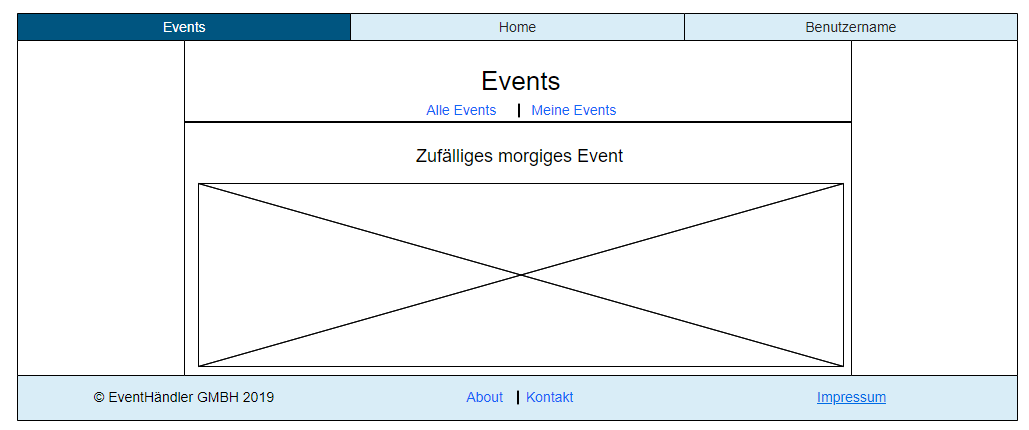 Events Home Benutzername
Events
Alle Events | Meine Events
Zufälliges morgiges Event
© EventHändler GMBH 2019 About | Kontakt Impressum